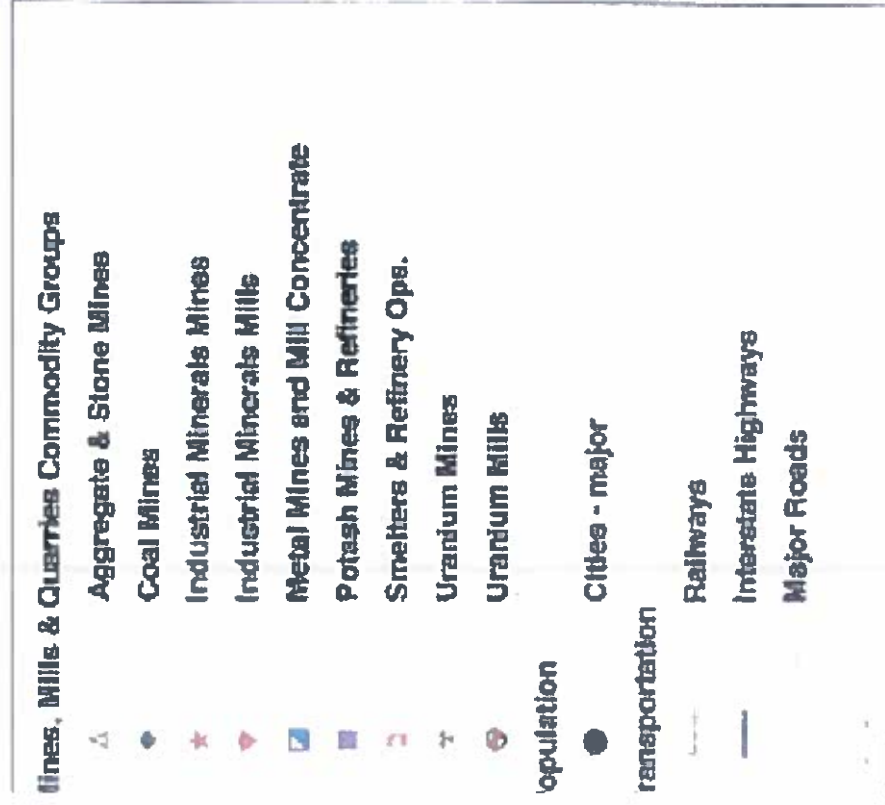 ines, Mills & Quarries Commodity Groups
Aggregate & Stone Mines
Coal Mines
Industrial Minerals Mines
Industrial Minerals Mills
Metal Mines and Mill Concentrate
Potash Mines & Refineries
Smelters & Refinery Ops.
Uranium Mines
Uranium Mills
opulation
Cities - major
ransportation
Railways
Interstate Highways
Major Roads